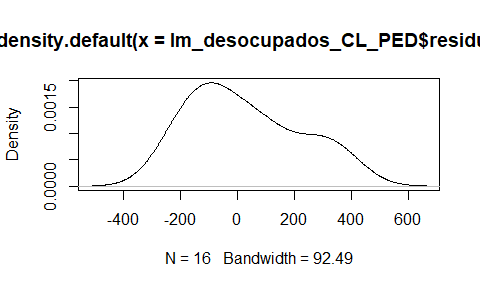 density.default(x = lm_desocupados_CL_PED$residu
Density
0.0015
0.0000
-400 -200 0 200 400 600
N = 16 Bandwidth = 92.49